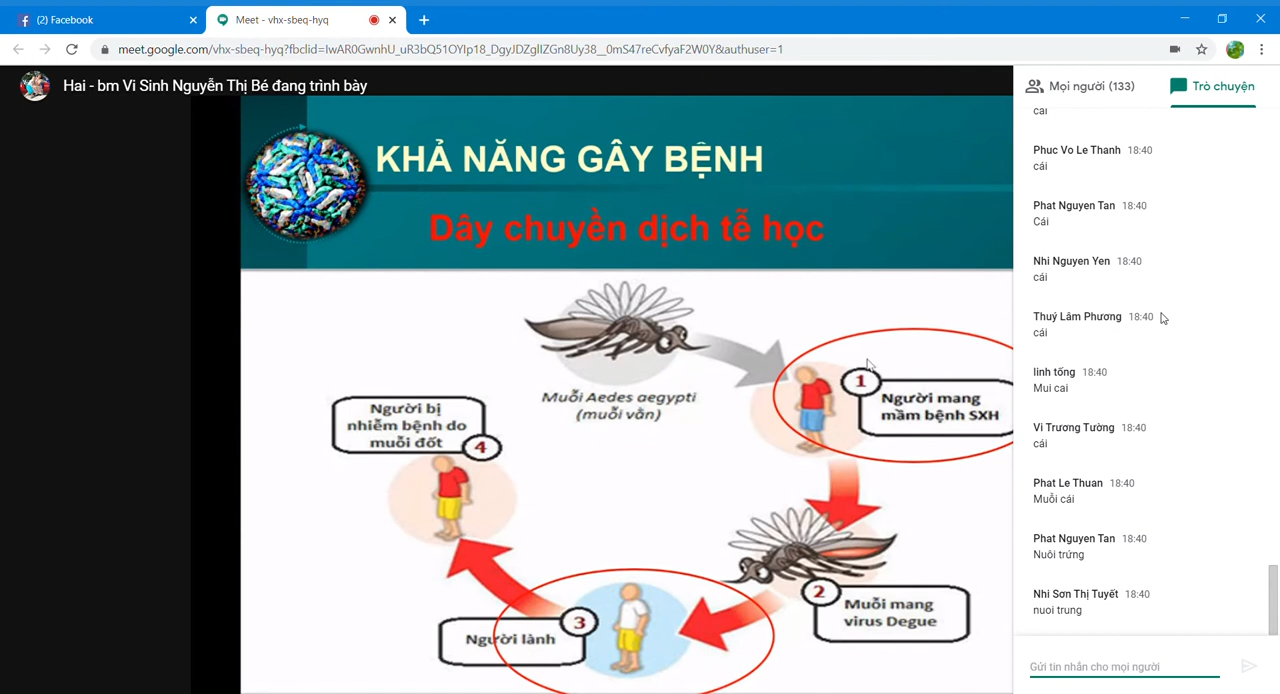 (2) Facebook
Meet - vhx-sbeq-hyq
meet.google.com/vhx-sbeq-hyq?fbclid=IwAR0GwnhU_uR3bQ51OYIp18_DgyJDZglIZGn8Uy38__0mS47reCvfyaF2W0Y&authuser=1
Hai - bm Vi Sinh Nguyễn Thị Bé đang trình bày
Mọi người (133)
Trò chuyện
KHẢ NĂNG GÂY BỆNH
Dây chuyền dịch tễ học
Muỗi Aedes aegypti
(muỗi vằn)
1
Người mang
mầm bệnh SXH
Người bị
nhiễm bệnh do
muỗi đốt
4
2
Muỗi mang
virus Degue
3
Người lành
cái
Phuc Vo Le Thanh 18:40
cái
Phat Nguyen Tan 18:40
Cái
Nhi Nguyen Yen 18:40
cái
Thuý Lâm Phương 18:40
cái
linh tống 18:40
Mui cai
Vi Trương Tường 18:40
cái
Phat Le Thuan 18:40
Muỗi cái
Phat Nguyen Tan 18:40
Nuôi trứng
Nhi Sơn Thị Tuyết 18:40
nuoi trung
Gửi tin nhắn cho mọi người